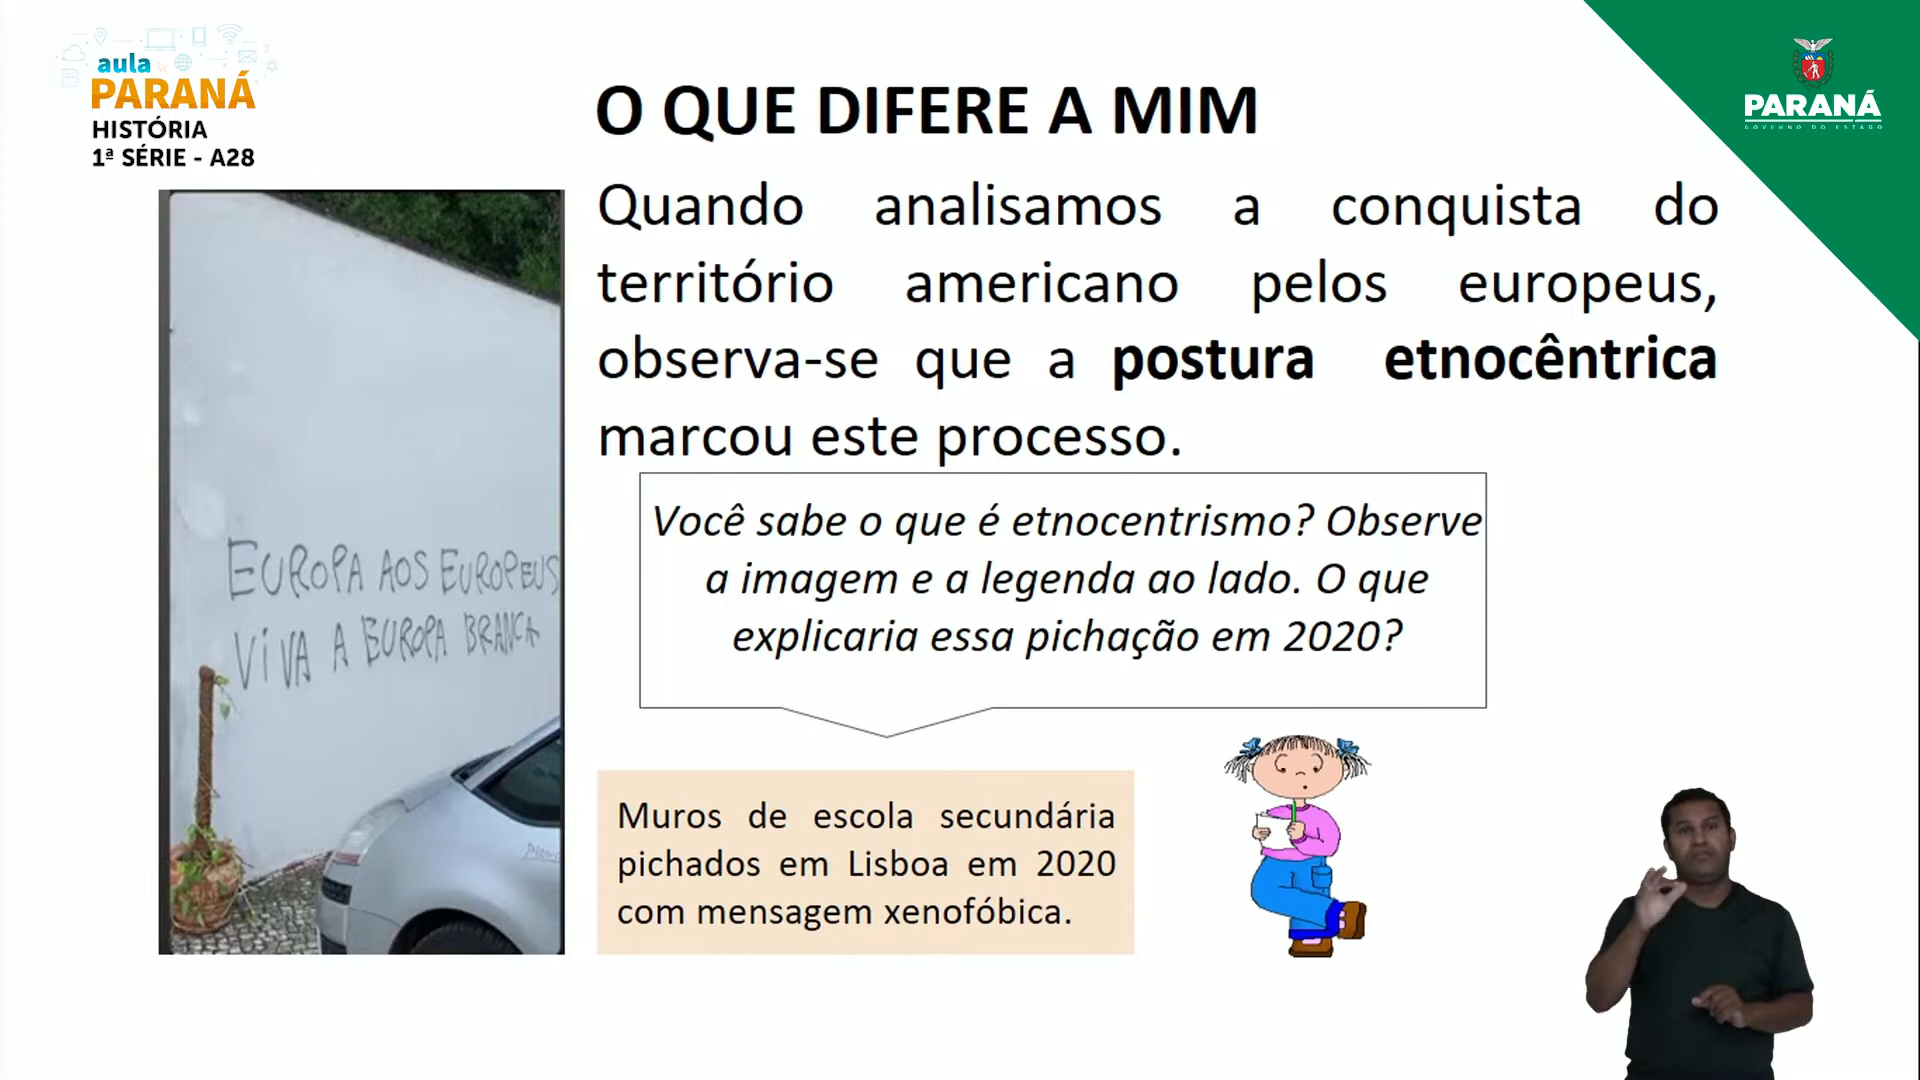 aula
PARANÁ
HISTÓRIA
1ª SÉRIE - A28
PARANÁ
GOVERNO DO ESTADO
O QUE DIFERE A MIM
Quando analisamos a conquista do
território americano pelos europeus,
observa-se que a postura etnocêntrica
marcou este processo.
EUROPA AOS EUROPEUS
VIVA A EUROPA BRANCA
Você sabe o que é etnocentrismo? Observe
a imagem e a legenda ao lado. O que
explicaria essa pichação em 2020?
Muros de escola secundária
pichados em Lisboa em 2020
com mensagem xenofóbica.